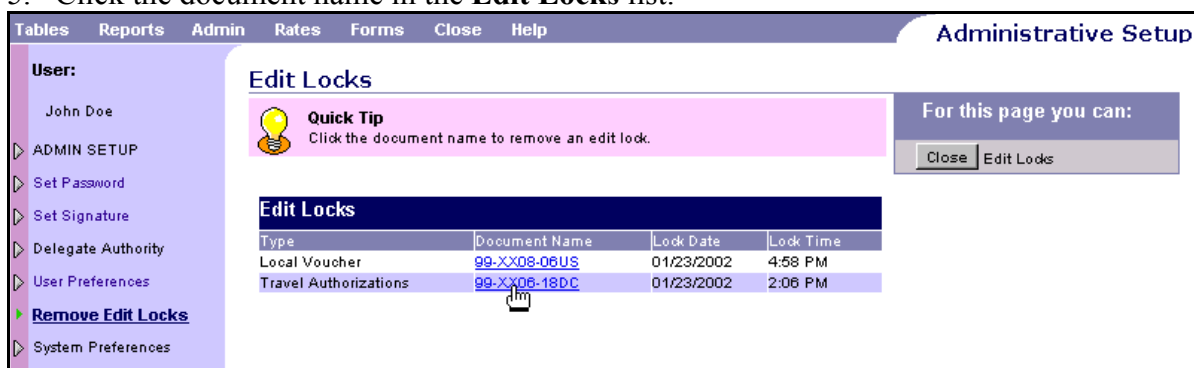 Click the document name in the Edit Locks list.
Tables Reports Admin Rates Forms Close Help
Administrative Setup
User:
John Doe
ADMIN SETUP
Set Password
Set Signature
Delegate Authority
User Preferences
Remove Edit Locks
System Preferences
Edit Locks
Quick Tip
Click the document name to remove an edit lock.
Edit Locks
Type Document Name Lock Date Lock Time
Local Voucher 99-XX08-06US 01/23/2002 4:58 PM
Travel Authorizations 99-XX06-18DC 01/23/2002 2:06 PM
For this page you can:
Close Edit Locks